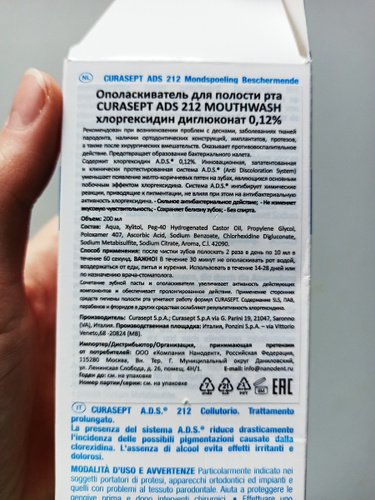 NL CURASEPT ADS 212 Mondspoeling Beschermende
Ополаскиватель для полости рта
CURASEPT ADS 212 MOUTHWASH
хлоргексидин диглюконат 0,12%
Рекомендован при возникновении проблем с деснами, заболеваниях тканей
пародонта, наличии ортодонтических конструкций, имплантов, протезов,
а также после хирургических вмешательств. Оказывает противовоспалительное
действие. Предотвращает образование бактериального налета.
Содержит хлоргексидин A.D.S.® 0,12%. Инновационная, запатентованная
и клинически протестированная система A.D.S.® (Anti Discoloration System)
уменьшает появление желто-коричневых пятен на зубах, являющихся основным
побочным эффектом хлоргексидина. Система A.D.S.® ингибирует химические
реакции, приводящие к пигментации, не влияя при этом на антибактериальную
активность хлоргексидина. - Сильное антибактериальное действие; - Не изменяет
вкусовую чувствительность; - Сохраняет белизну зубов; - Без спирта.
Объем: 200 мл
Состав: Aqua, Xylitol, Peg-40 Hydrogenated Castor Oil, Propylene Glycol,
Poloxamer 407, Ascorbic Acid, Sodium Benzoate, Chlorhexidine Digluconate,
Sodium Metabisulfite, Sodium Citrate, Aroma, C.I. 42090.
Способ применения: после чистки зубов полоскать 2 раза в день по 10 мл в
течение 60 секунд. ВАЖНО! В течение 30 минут не ополаскивать рот водой,
воздержаться от еды, пития и курения. Использовать в течение 14-28 дней или
по назначению врача-стоматолога.
Сочетание зубной пасты и ополаскивателя увеличивает активность действующих
компонентов и обеспечивает пролонгированное действие. Применение сторонних
средств гигиены полости рта угнетают работу формул CURASEPT. Содержание SLS, ПАВ,
парабенов и фторидов в других средствах снижают действие хлоргексидина.
Производитель: Curasept S.p.A.; Curasept S.p.A via G. Parini 19, 21047, Saronno
(VA), Италия. Производственная площадка: Италия, Ponzini S.p.A. – via Vittorio
Veneto,68 -20824 (MB).
Импортер/Дистрибьютор/Организация, принимающая претензии
от потребителей: ООО «Компания Нанодент», Российская Федерация,
115280 Москва, Вн. Тер. Г. Муниципальный округ Даниловский,
ул. Ленинская Слобода, д. 26, помещ. 4Н/1. Email: info@nanodent.ru
Годен до: см. на упаковке
Номер партии/серии: см. на упаковке
EAC
IT CURASEPT A.D.S.® 212 Collutorio. Trattamento
prolungato.
La presenza del sistema A.D.S.® riduce drasticamente
l'incidenza delle possibili pigmentazioni causate dalla
clorexidina. L'assenza di alcool evita effetti irritanti e
dolorosi.
MODALITÀ D'USO E AVVERTENZE Particolarmente indicato nei
soggetti portatori di protesi, apparecchi ortodontici ed impianti e
quelli con problemi al tessuto parodontale. Aiuta a proteggere le